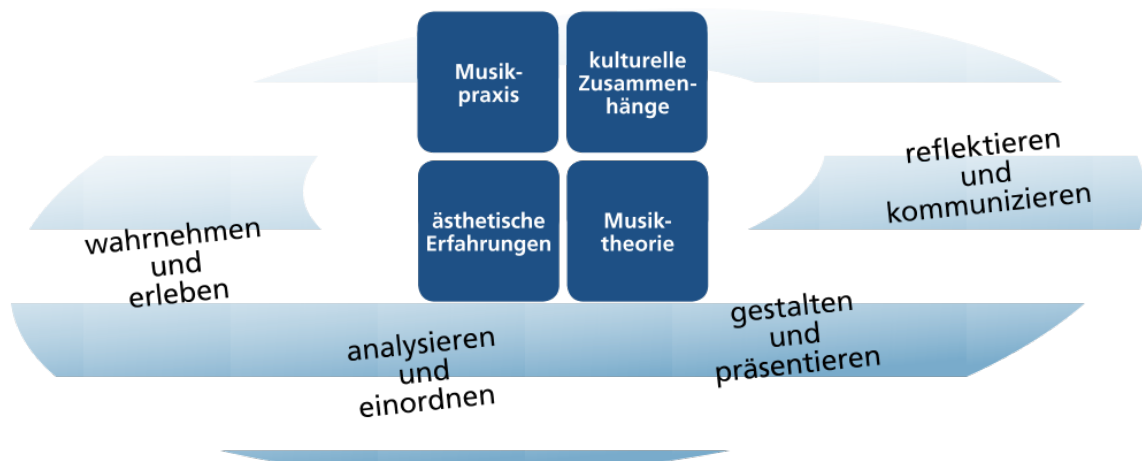 Musik-
praxis
kulturelle
Zusammen-
hänge
ästhetische
Erfahrungen
Musik-
theorie
wahrnehmen
und
erleben
analysieren
und
einordnen
gestalten
und
präsentieren
reflektieren
und
kommunizieren